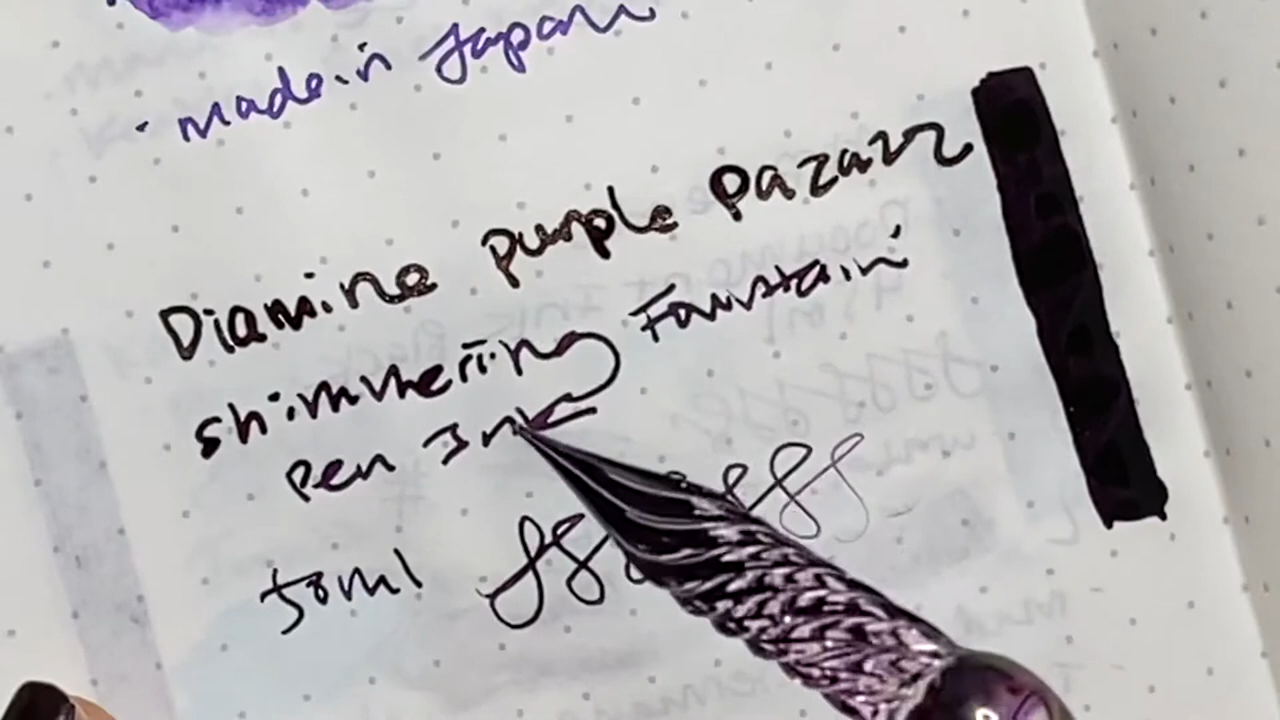 · made in Japan
Diamine purple Pazazz
shimmering Fountain
pen Ink
50ml